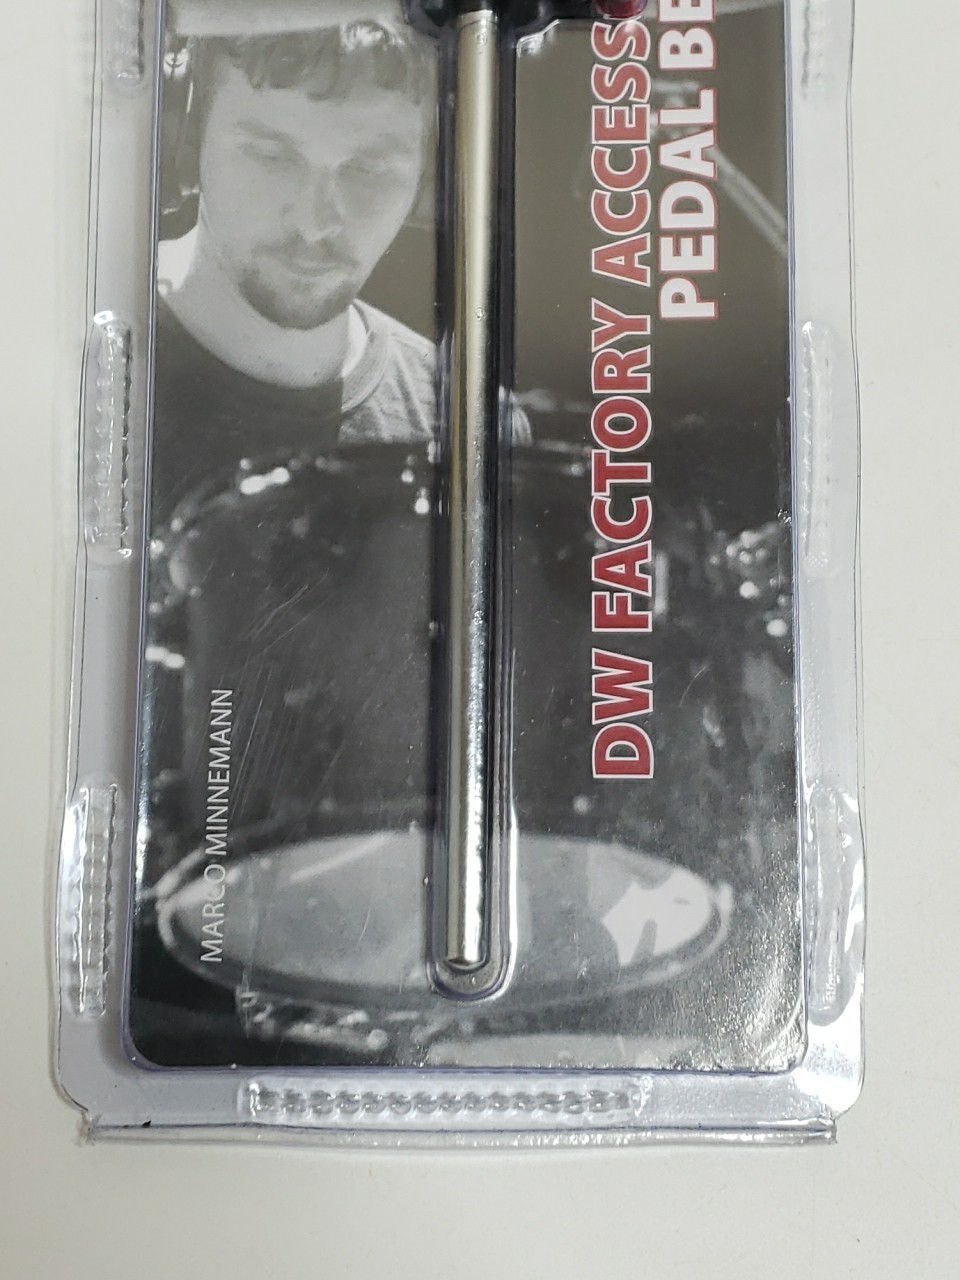 DW FACTORY ACCESS
PEDAL BE
MARCO MINNEMANN